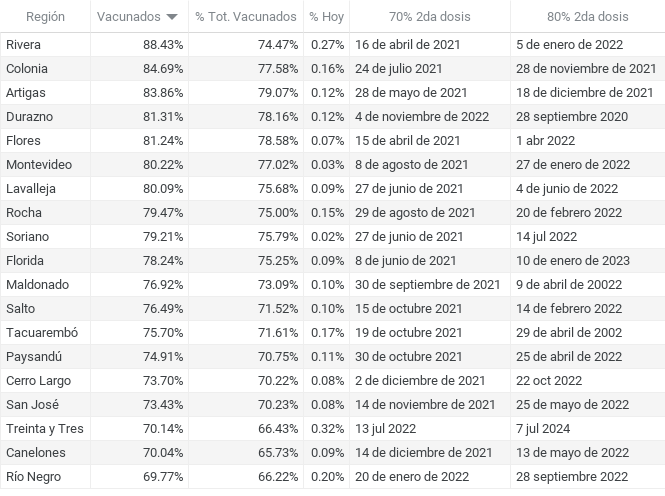 Región Vacunados % Tot. Vacunados % Hoy 70% 2da dosis 80% 2da dosis
Rivera 88.43% 74.47% 0.27% 16 de abril de 2021 5 de enero de 2022
Colonia 84.69% 77.58% 0.16% 24 de julio 2021 28 de noviembre de 2021
Artigas 83.86% 79.07% 0.12% 28 de mayo de 2021 18 de diciembre de 2021
Durazno 81.31% 78.16% 0.12% 4 de noviembre de 2022 28 septiembre 2020
Flores 81.24% 78.58% 0.07% 15 de abril de 2021 1 abr 2022
Montevideo 80.22% 77.02% 0.03% 8 de agosto de 2021 27 de enero de 2022
Lavalleja 80.09% 75.68% 0.09% 27 de junio de 2021 4 de junio de 2022
Rocha 79.47% 75.00% 0.15% 29 de agosto de 2021 20 de febrero 2022
Soriano 79.21% 75.79% 0.02% 27 de junio de 2021 14 jul 2022
Florida 78.24% 75.25% 0.09% 8 de junio de 2021 10 de enero de 2023
Maldonado 76.92% 73.09% 0.10% 30 de septiembre de 2021 9 de abril de 20022
Salto 76.49% 71.52% 0.10% 15 de octubre 2021 14 de febrero de 2022
Tacuarembó 75.70% 71.61% 0.17% 19 de octubre 2021 29 de abril de 2002
Paysandú 74.91% 70.75% 0.11% 30 de octubre 2021 25 de abril de 2022
Cerro Largo 73.70% 70.22% 0.08% 2 de diciembre de 2021 22 oct 2022
San José 73.43% 70.23% 0.08% 14 de noviembre de 2021 25 de mayo de 2022
Treinta y Tres 70.14% 66.43% 0.32% 13 jul 2022 7 jul 2024
Canelones 70.04% 65.73% 0.09% 14 de diciembre de 2021 13 de mayo de 2022
Río Negro 69.77% 66.22% 0.20% 20 de enero de 2022 28 septiembre 2022